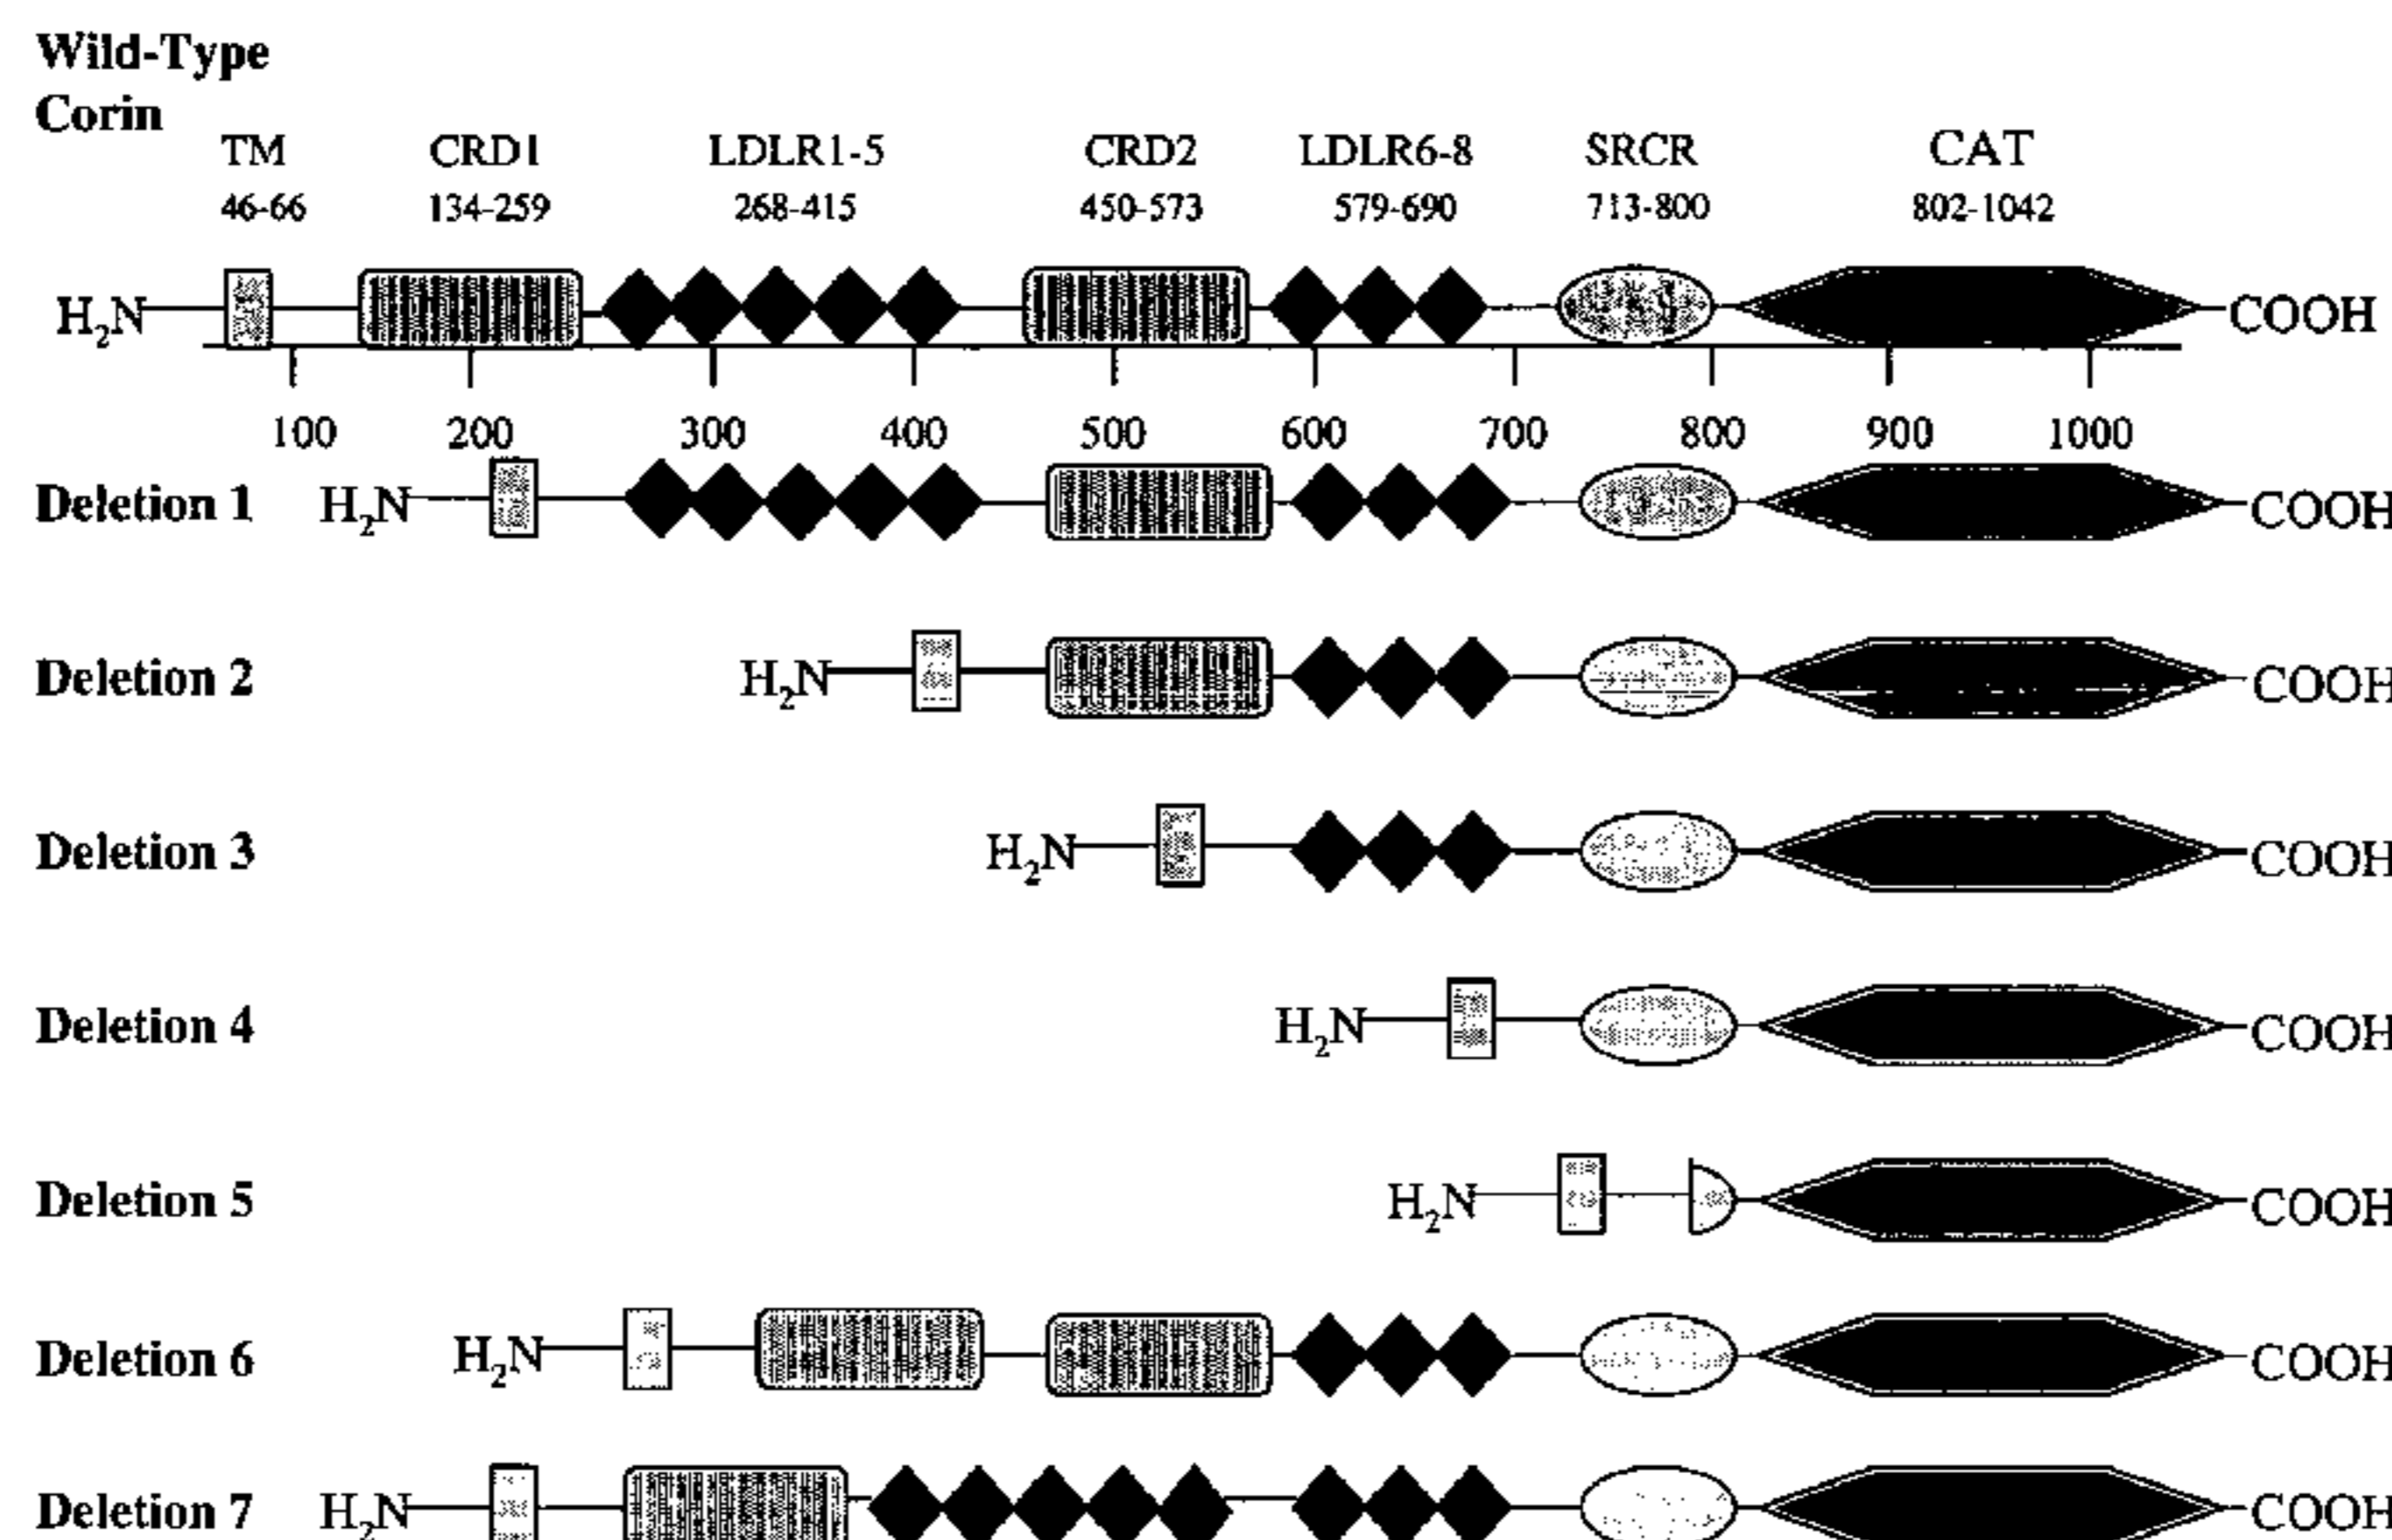 Wild-Type
Corin
TM CRD1 LDLR1-5 CRD2 LDLR6-8 SRCR CAT
46-66 134-259 268-415 450-573 579-690 713-800 802-1042
H₂N COOH
100 200 300 400 500 600 700 800 900 1000
Deletion 1 H₂N COOH
Deletion 2 H₂N COOH
Deletion 3 H₂N COOH
Deletion 4 H₂N COOH
Deletion 5 H₂N COOH
Deletion 6 H₂N COOH
Deletion 7 H₂N COOH